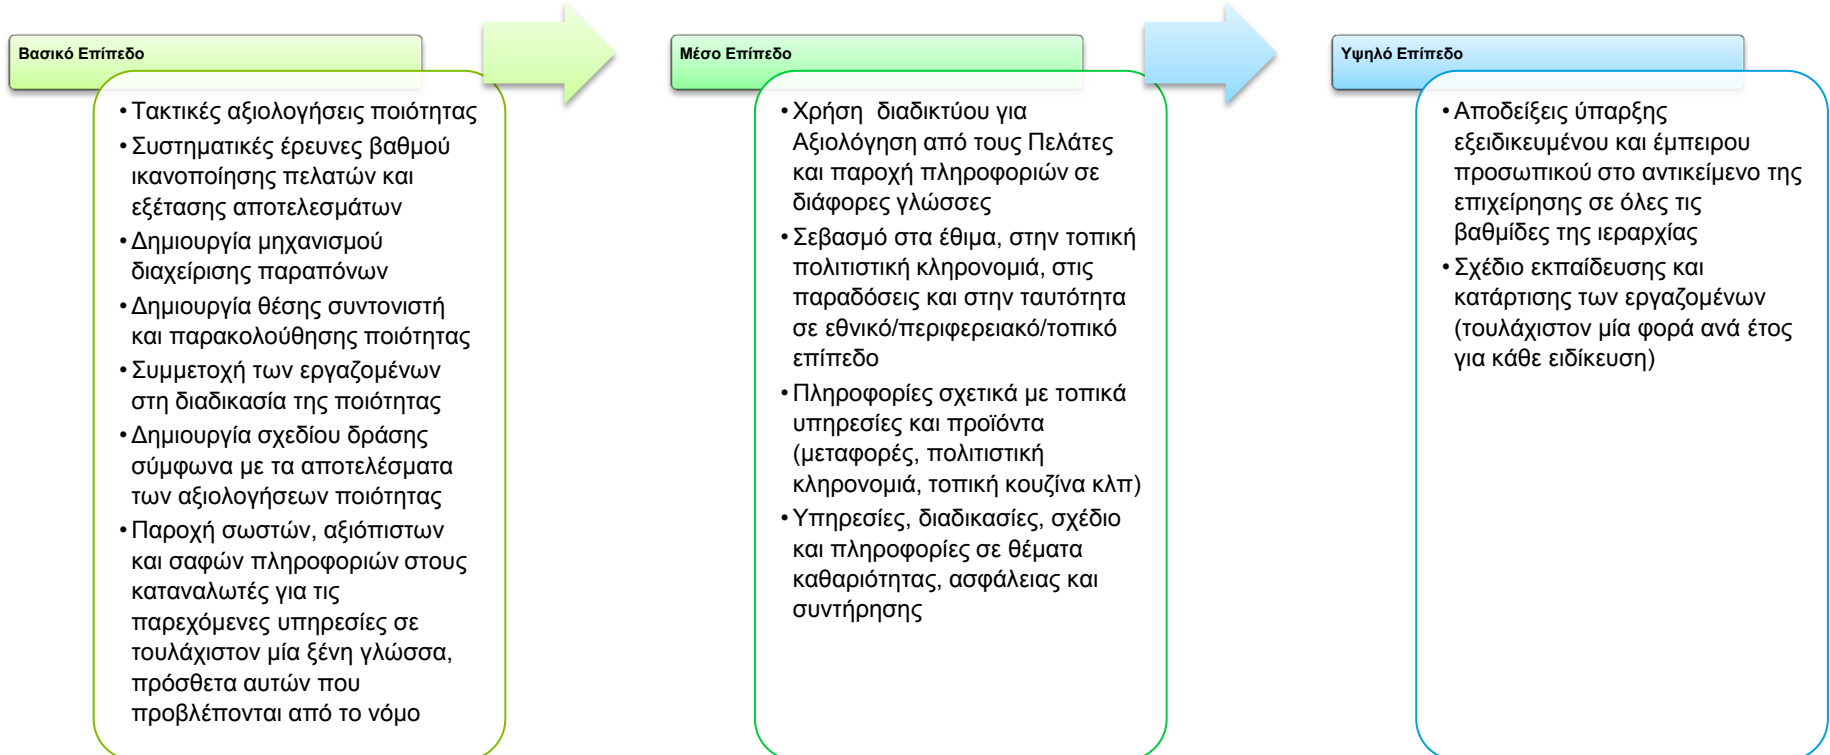 Βασικό Επίπεδο
• Τακτικές αξιολογήσεις ποιότητας
• Συστηματικές έρευνες βαθμού
ικανοποίησης πελατών και
εξέτασης αποτελεσμάτων
• Δημιουργία μηχανισμού
διαχείρισης παραπόνων
• Δημιουργία θέσης συντονιστή
και παρακολούθησης ποιότητας
• Συμμετοχή των εργαζομένων
στη διαδικασία της ποιότητας
• Δημιουργία σχεδίου δράσης
σύμφωνα με τα αποτελέσματα
των αξιολογήσεων ποιότητας
• Παροχή σωστών, αξιόπιστων
και σαφών πληροφοριών στους
καταναλωτές για τις
παρεχόμενες υπηρεσίες σε
τουλάχιστον μία ξένη γλώσσα,
πρόσθετα αυτών που
προβλέπονται από το νόμο
Μέσο Επίπεδο
• Χρήση διαδικτύου για
Αξιολόγηση από τους Πελάτες
και παροχή πληροφοριών σε
διάφορες γλώσσες
• Σεβασμό στα έθιμα, στην τοπική
πολιτιστική κληρονομιά, στις
παραδόσεις και στην ταυτότητα
σε εθνικό/περιφερειακό/τοπικό
επίπεδο
• Πληροφορίες σχετικά με τοπικά
υπηρεσίες και προϊόντα
(μεταφορές, πολιτιστική
κληρονομιά, τοπική κουζίνα κλπ)
• Υπηρεσίες, διαδικασίες, σχέδιο
και πληροφορίες σε θέματα
καθαριότητας, ασφάλειας και
συντήρησης
Υψηλό Επίπεδο
• Αποδείξεις ύπαρξης
εξειδικευμένου και έμπειρου
προσωπικού στο αντικείμενο της
επιχείρησης σε όλες τις
βαθμίδες της ιεραρχίας
• Σχέδιο εκπαίδευσης και
κατάρτισης των εργαζομένων
(τουλάχιστον μία φορά ανά έτος
για κάθε ειδίκευση)